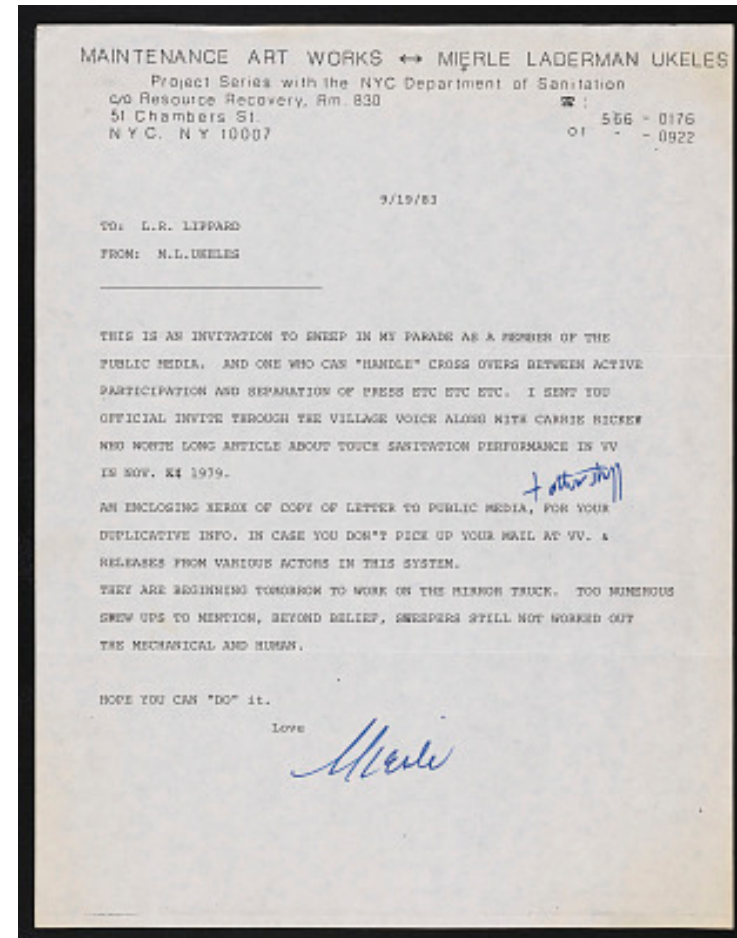 MAINTENANCE ART WORKS ↔ MIERLE LADERMAN UKELES
Project Series with the NYC Department of Sanitation
c/o Resource Recovery, Rm. 830
☎ :
51 Chambers St.
566 - 0176
N Y C. N Y 10007
or - - 0922
9/19/83
TO: L.R. LIPPARD
FROM: M.L.UKELES
THIS IS AN INVITATION TO SWEEP IN MY PARADE AS A MEMBER OF THE
PUBLIC MEDIA. AND ONE WHO CAN "HANDLE" CROSS OVERS BETWEEN ACTIVE
PARTICIPATION AND SEPARATION OF PRESS ETC ETC ETC. I SENT YOU
OFFICIAL INVITE THROUGH THE VILLAGE VOICE ALONG WITH CARRIE RICKEY
WHO WORTE LONG ARTICLE ABOUT TOUCH SANITATION PERFORMANCE IN VV
IN NOV. 1979.
+ other stuff
AM ENCLOSING XEROX OF COPY OF LETTER TO PUBLIC MEDIA, FOR YOUR
DUPLICATIVE INFO. IN CASE YOU DON'T PICK UP YOUR MAIL AT VV. &
RELEASES FROM VARIOUS ACTORS IN THIS SYSTEM.
THEY ARE BEGINNING TOMORROW TO WORK ON THE MIRROR TRUCK. TOO NUMEROUS
UPS TO MENTION, BEYOND BELIEF, SWEEPERS STILL NOT WORKED OUT
THE MECHANICAL AND HUMAN.
HOPE YOU CAN "DO" it.
Love
Mierle